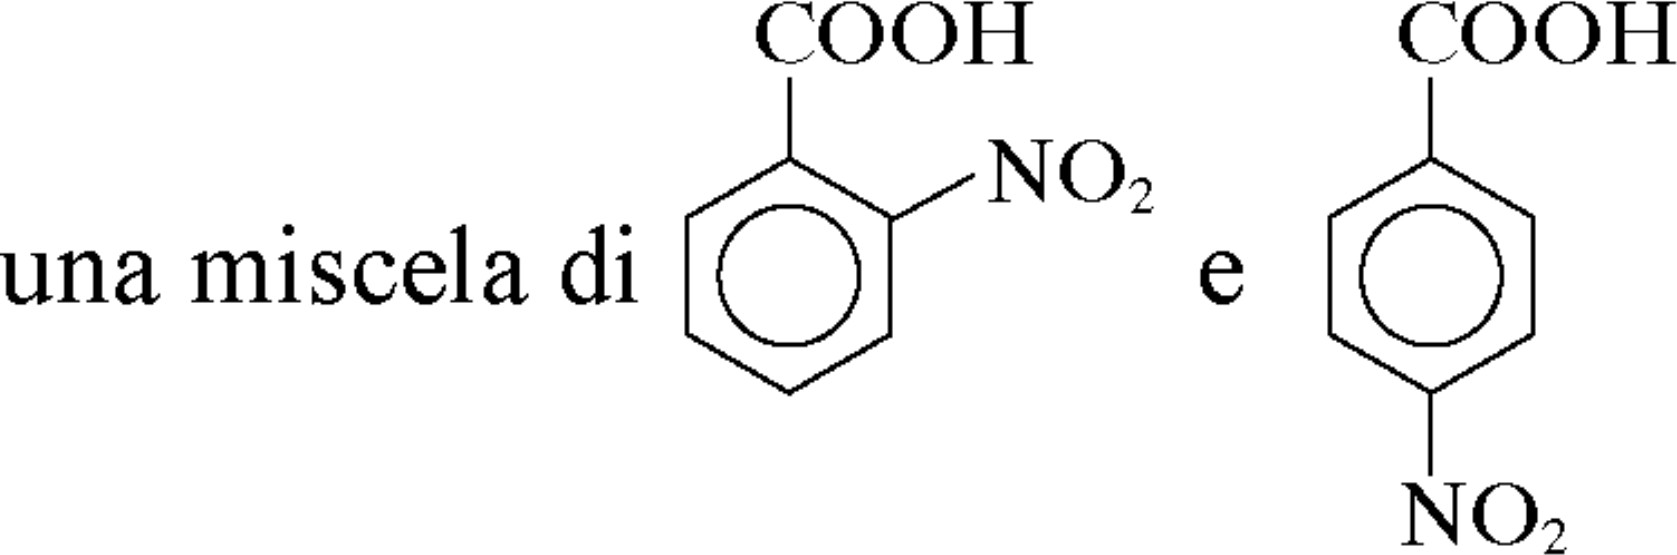 COOH COOH
NO₂
una miscela di e
NO₂